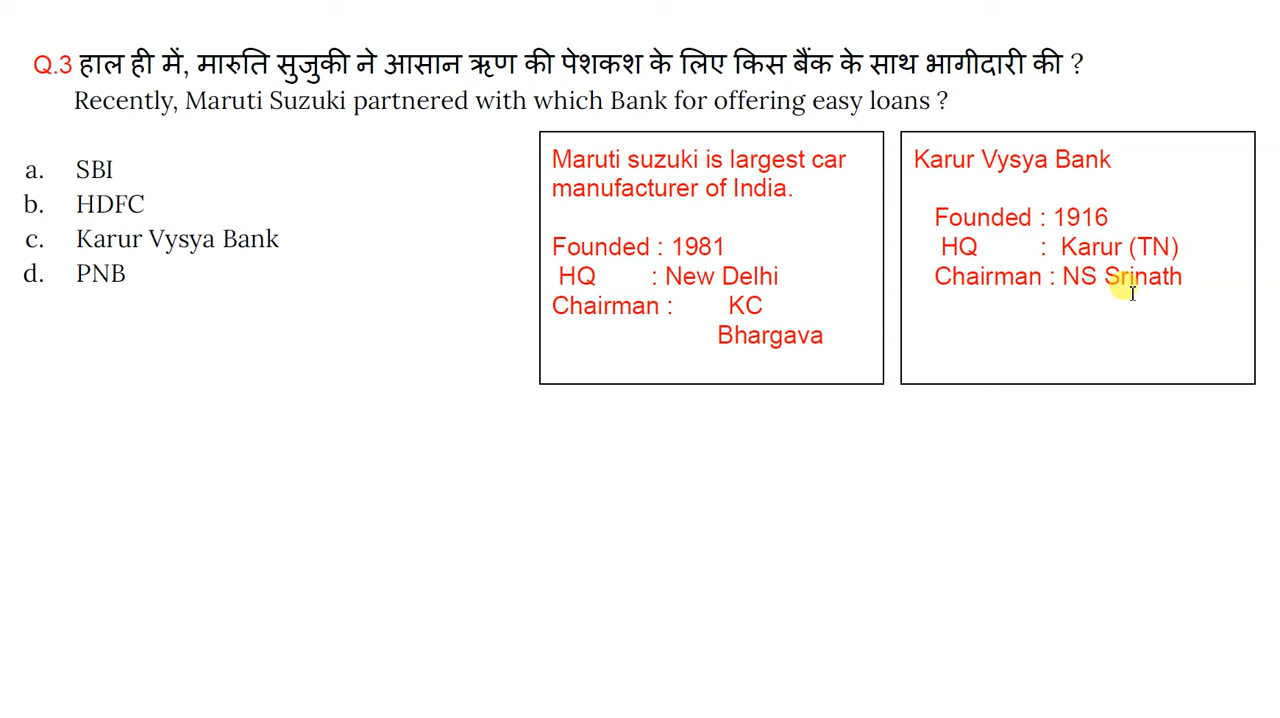 Q.3 हाल ही में, मारुति सुजुकी ने आसान ऋण की पेशकश के लिए किस बैंक के साथ भागीदारी की ?
Recently, Maruti Suzuki partnered with which Bank for offering easy loans ?
a. SBI
b. HDFC
c. Karur Vysya Bank
d. PNB
Maruti suzuki is largest car
manufacturer of India.
Founded : 1981
HQ : New Delhi
Chairman : KC
Bhargava
Karur Vysya Bank
Founded : 1916
HQ : Karur (TN)
Chairman : NS Srinath